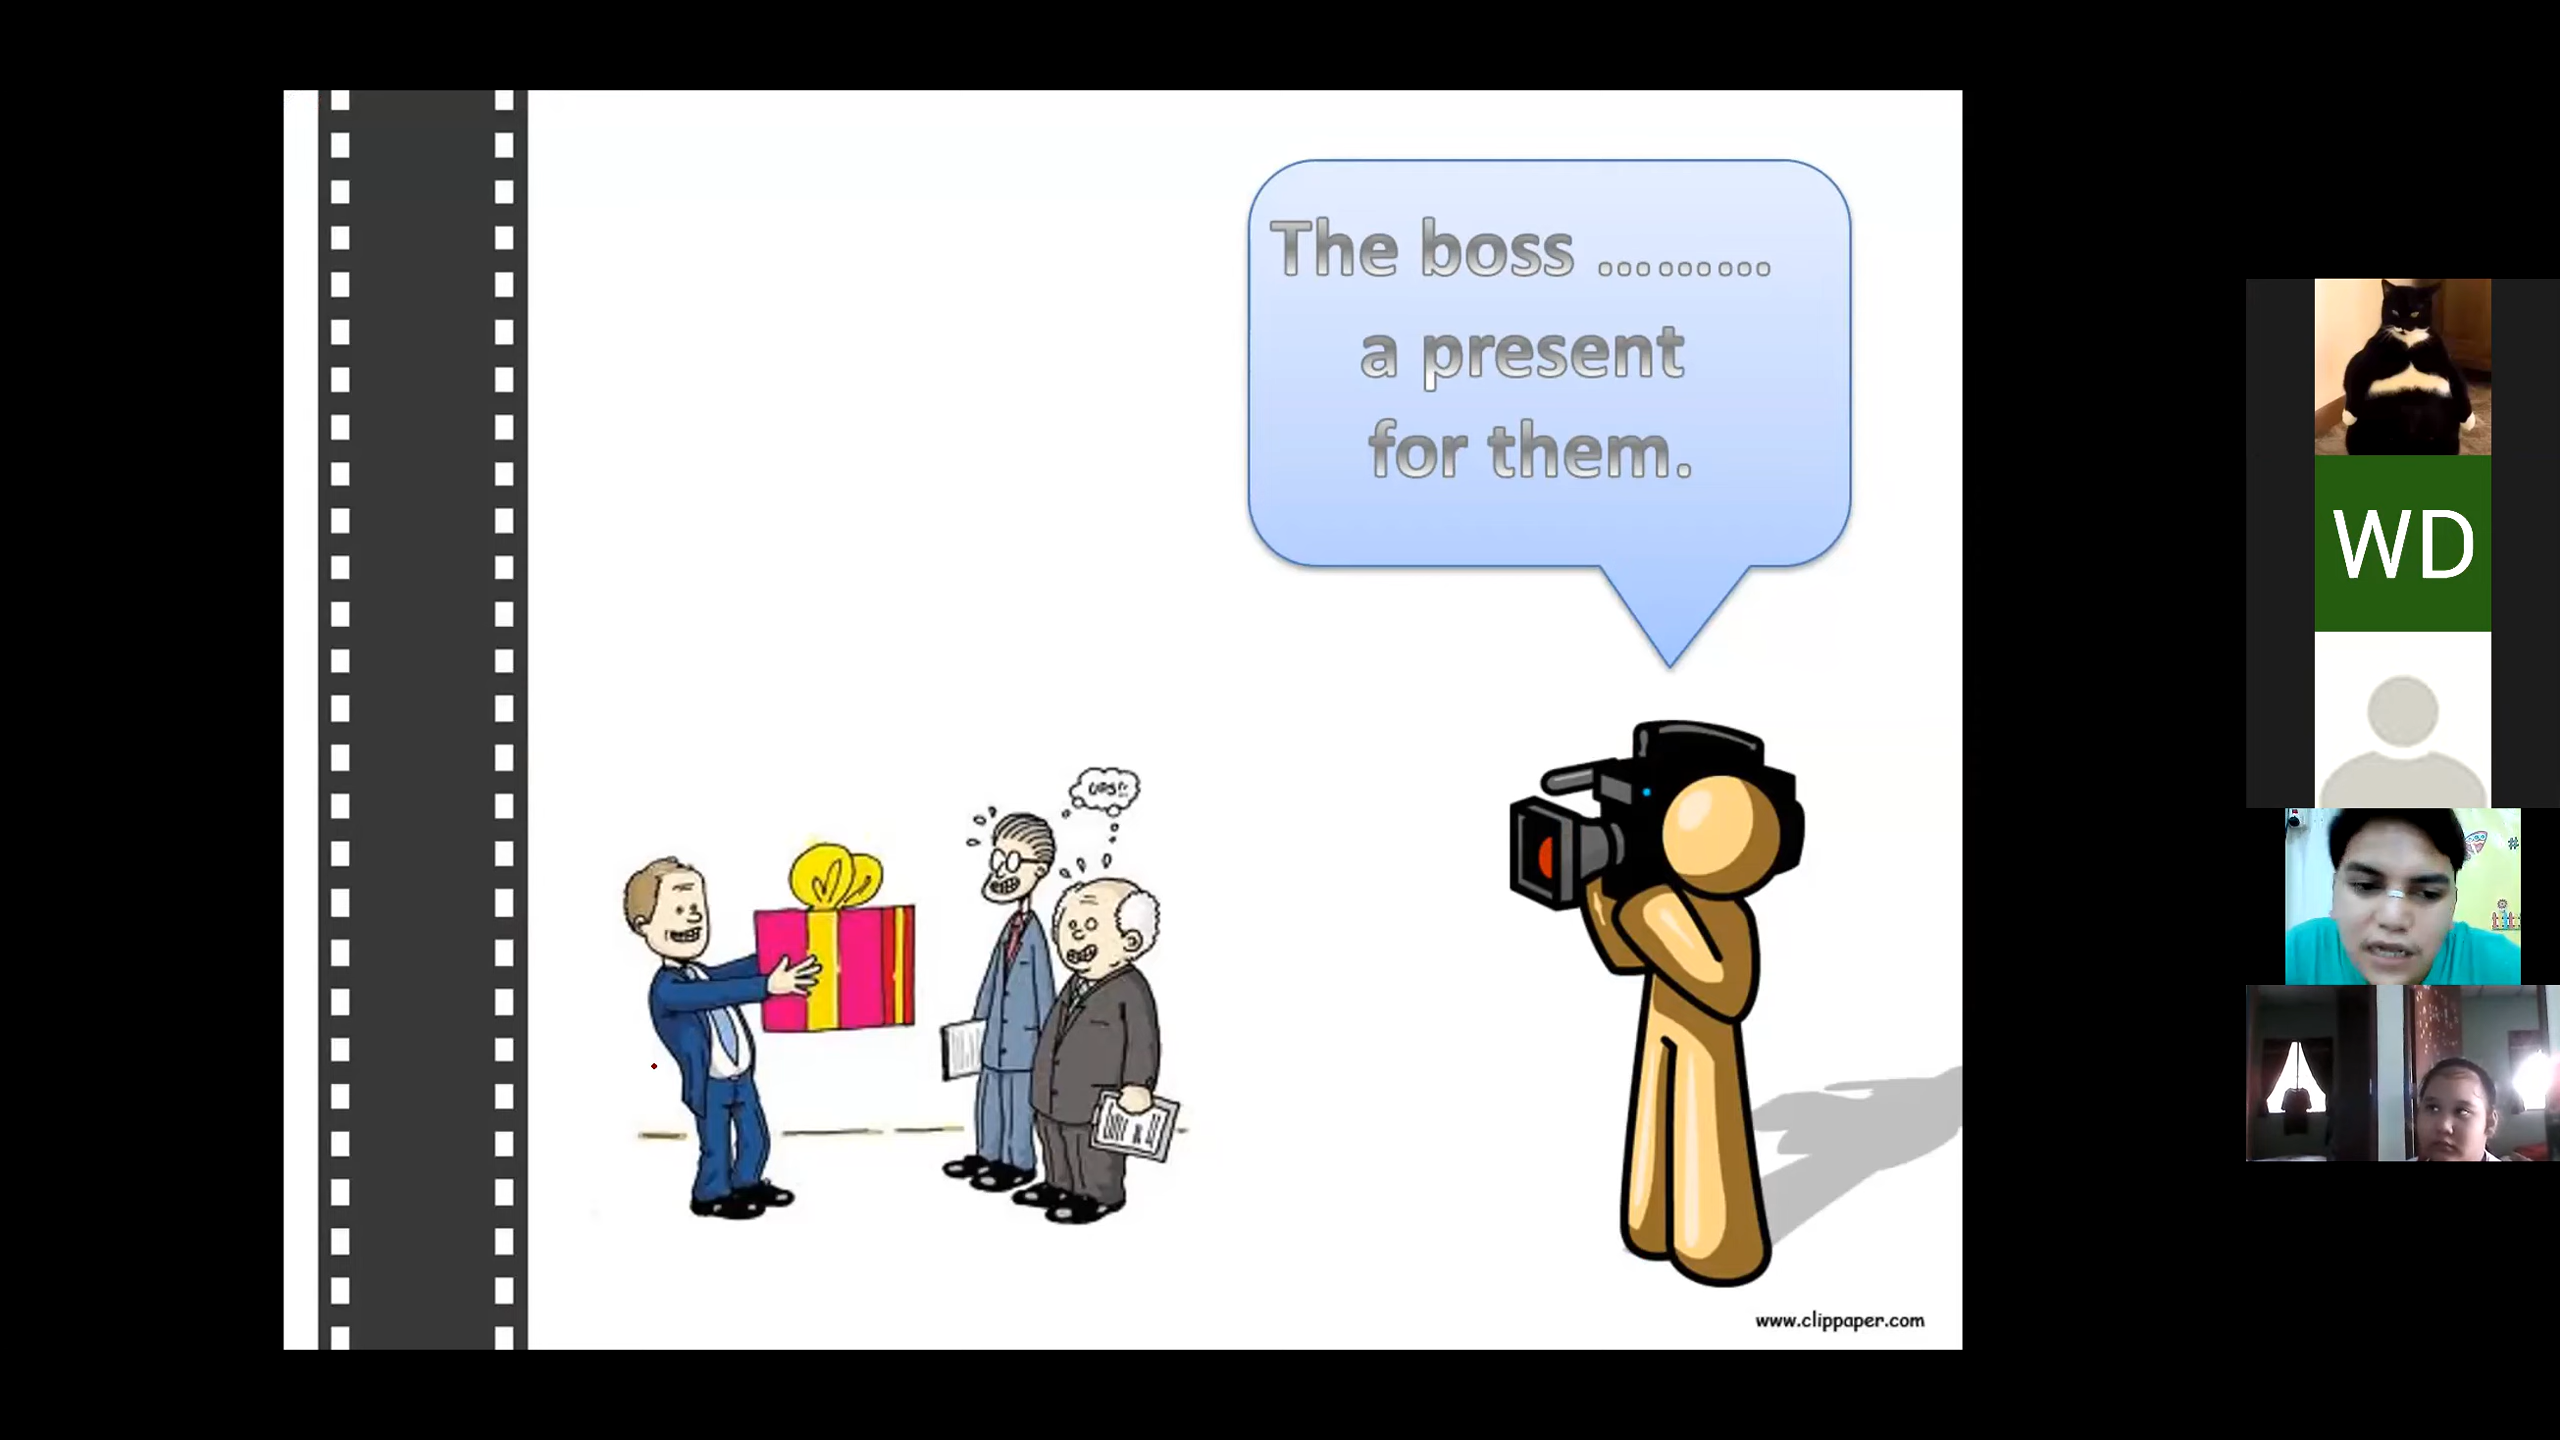 The boss .........
a present
for them.
WD
www.clippaper.com